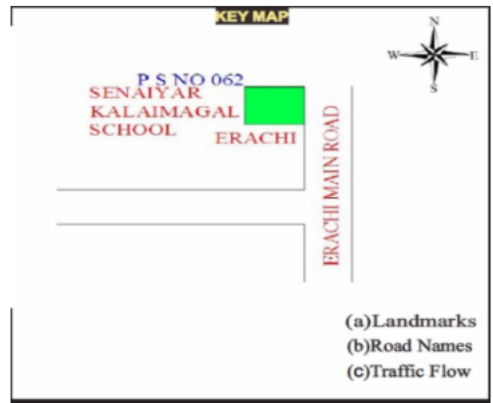 KEY MAP
N
W E
S
P S NO 062
SENAIYAR
KALAIMAGAL
SCHOOL
ERACHI
ERACHI MAIN ROAD
(a)Landmarks
(b)Road Names
(c)Traffic Flow